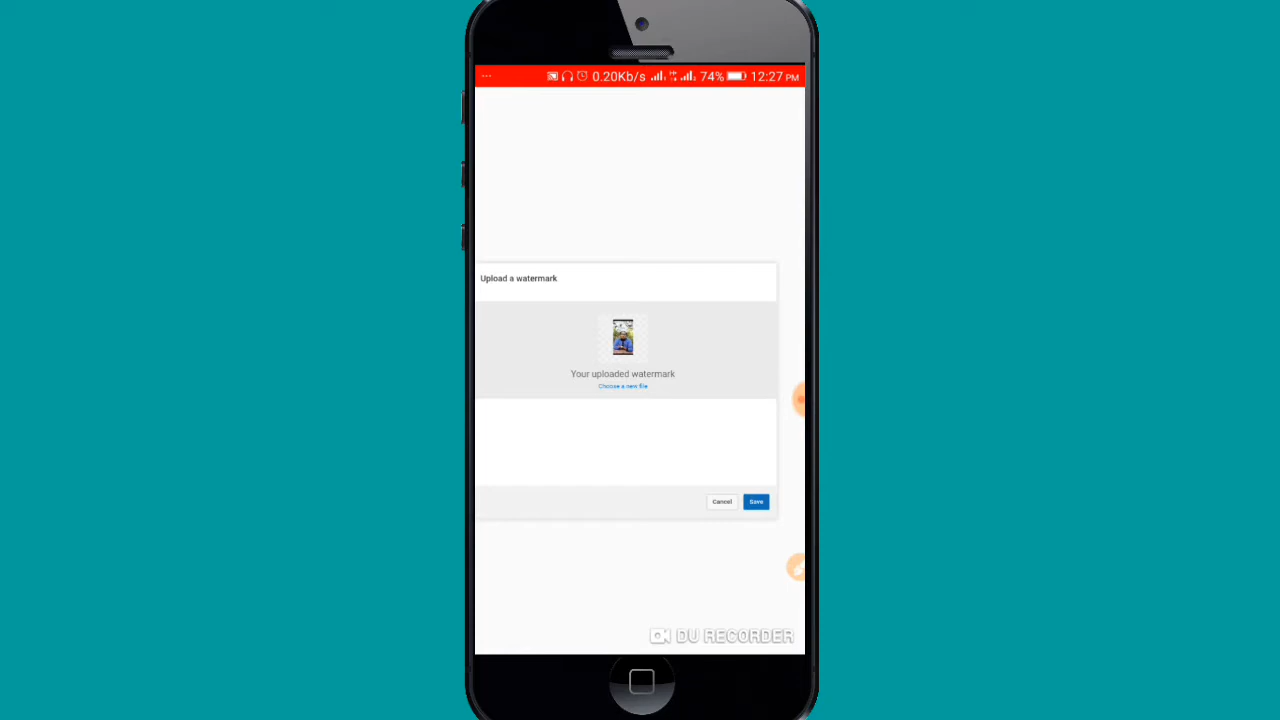 0.20Kb/s 74% 12:27 PM
Upload a watermark
Your uploaded watermark
Choose a new file
Cancel Save
DU RECORDER